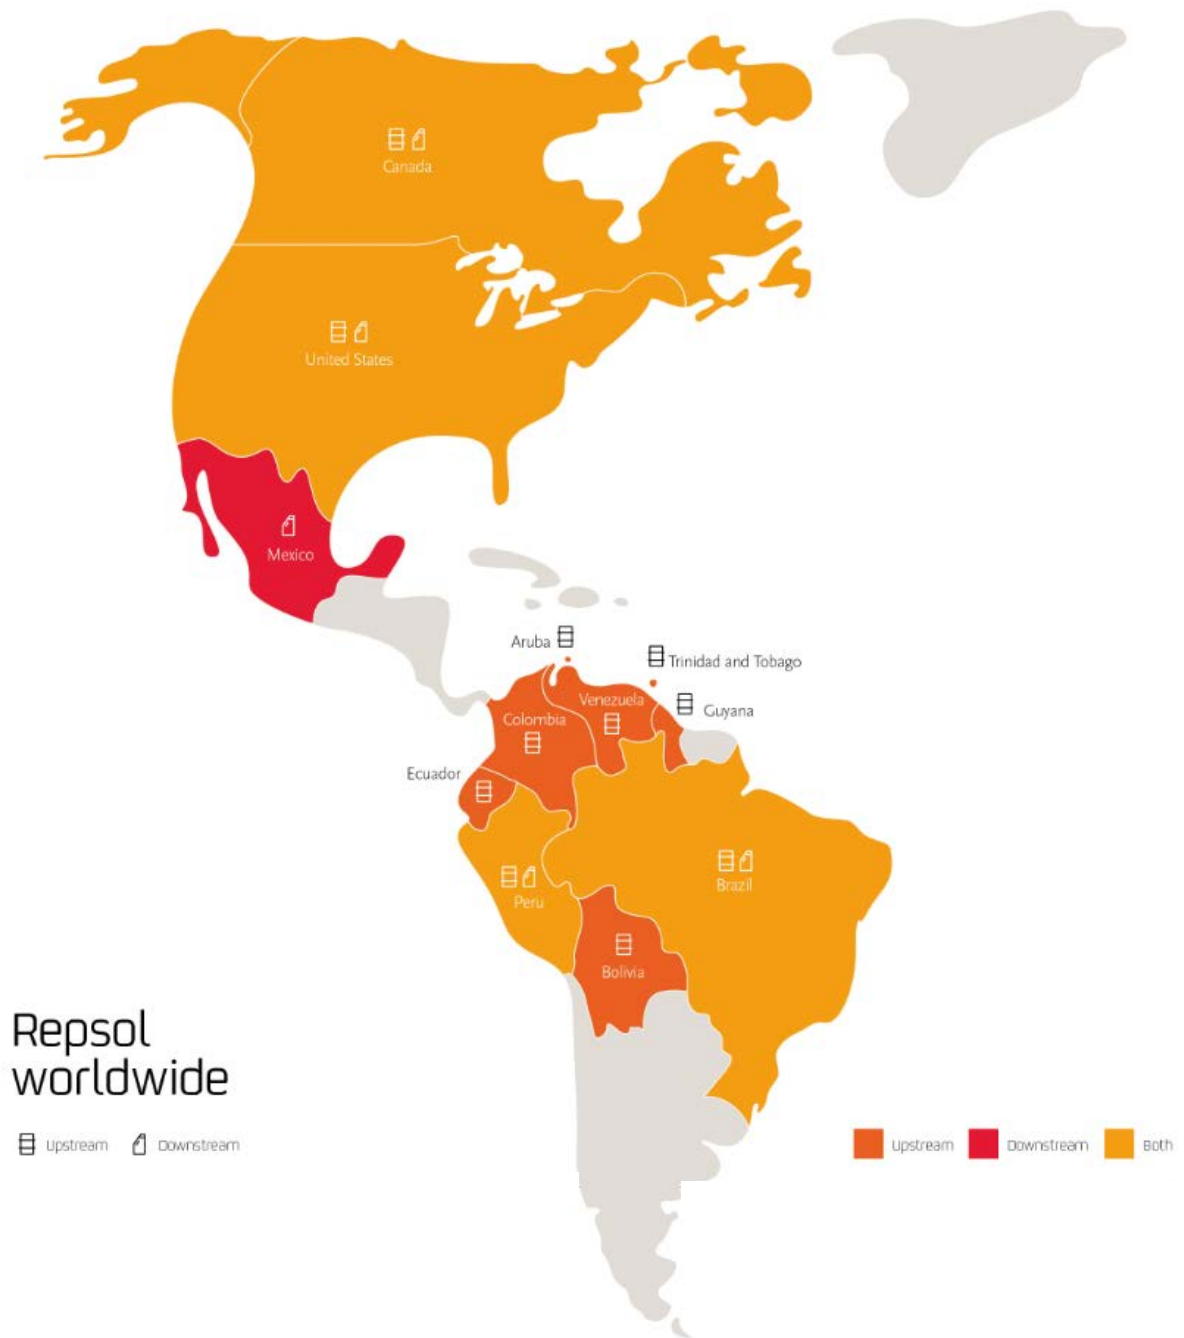 Canada
United States
Mexico
Aruba
Trinidad and Tobago
Venezuela
Guyana
Colombia
Ecuador
Brazil
Peru
Bolivia
Repsol
worldwide
Upstream
Downstream
Upstream
Downstream
Both